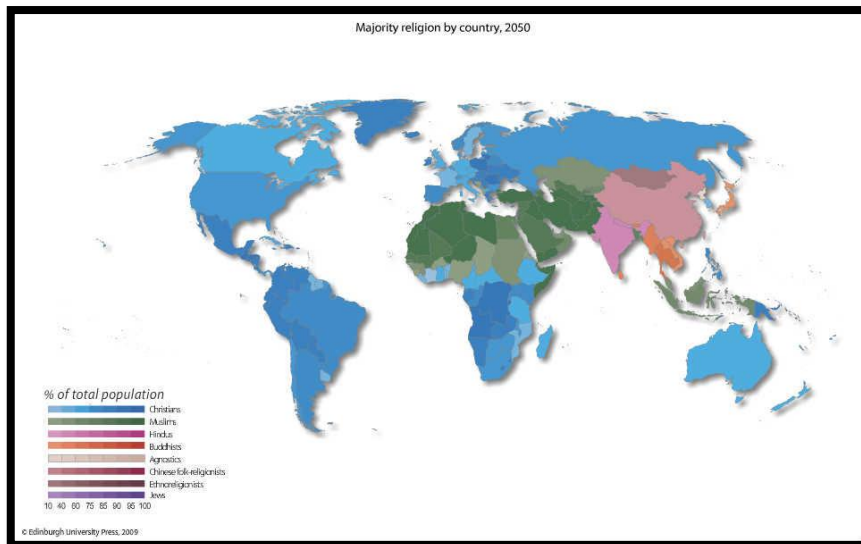 Majority religion by country, 2050
% of total population
Christians
Muslims
Hindus
Buddhists
Agnostics
Chinese folk-religionists
Ethnoreligionists
Jews
10 40 60 75 85 90 95 100
© Edinburgh University Press, 2009